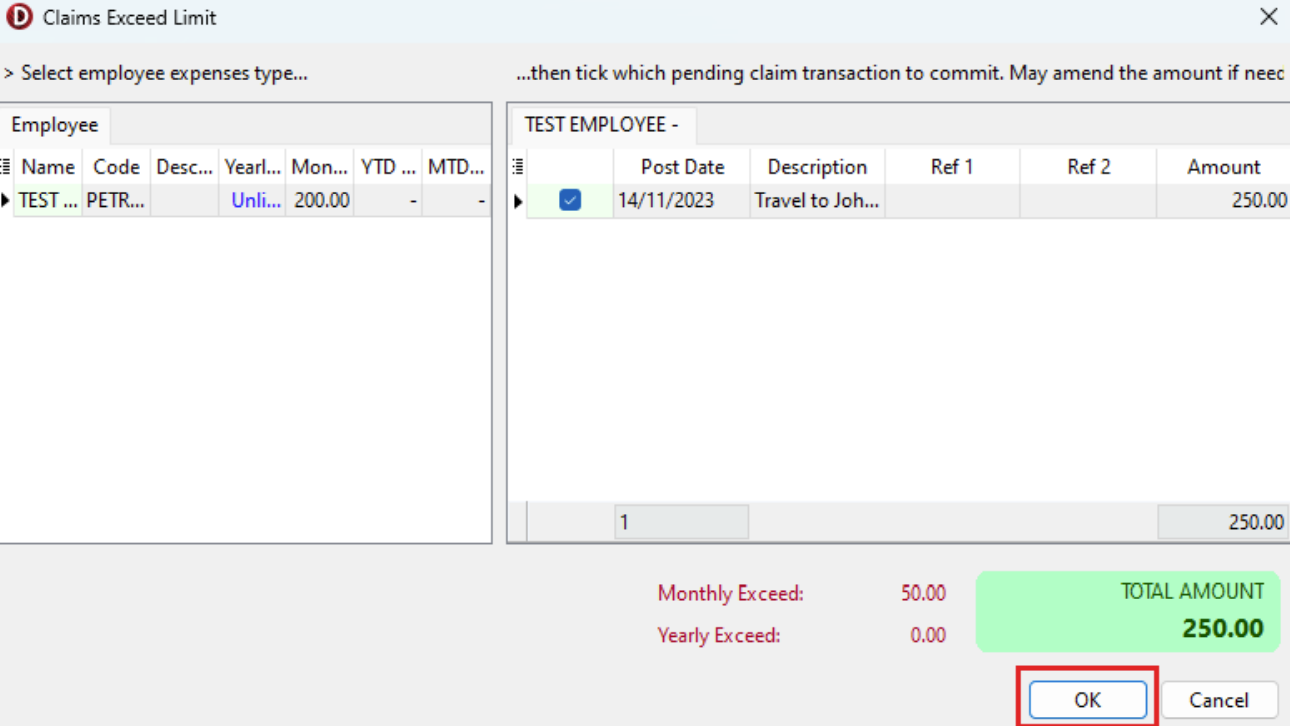 D Claims Exceed Limit
> Select employee expenses type...
...then tick which pending claim transaction to commit. May amend the amount if need
Employee
Name Code Desc... Yearl... Mon... YTD ... MTD...
TEST ... PETR... Unli... 200.00 - -
TEST EMPLOYEE -
Post Date Description Ref 1 Ref 2 Amount
14/11/2023 Travel to Joh... 250.00
1 250.00
Monthly Exceed: 50.00
Yearly Exceed: 0.00
TOTAL AMOUNT
250.00
OK Cancel